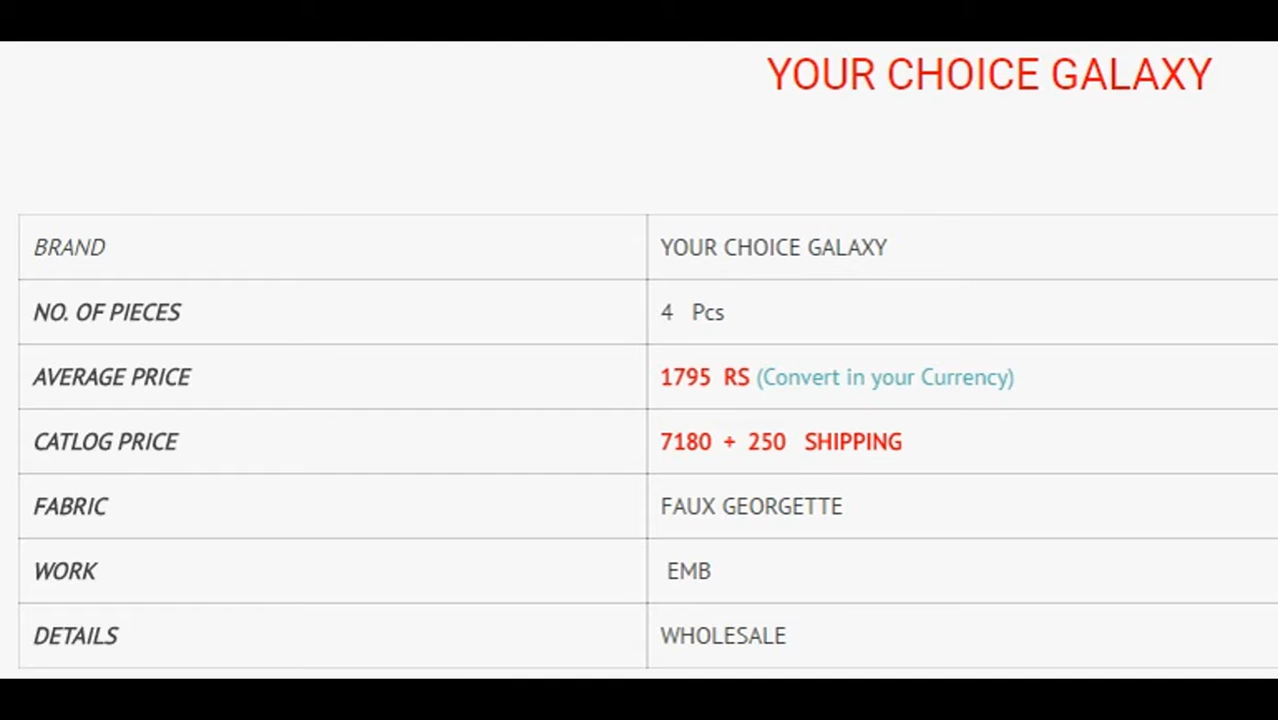 YOUR CHOICE GALAXY
BRAND YOUR CHOICE GALAXY
NO. OF PIECES 4 Pcs
AVERAGE PRICE 1795 RS (Convert in your Currency)
CATLOG PRICE 7180 + 250 SHIPPING
FABRIC FAUX GEORGETTE
WORK EMB
DETAILS WHOLESALE